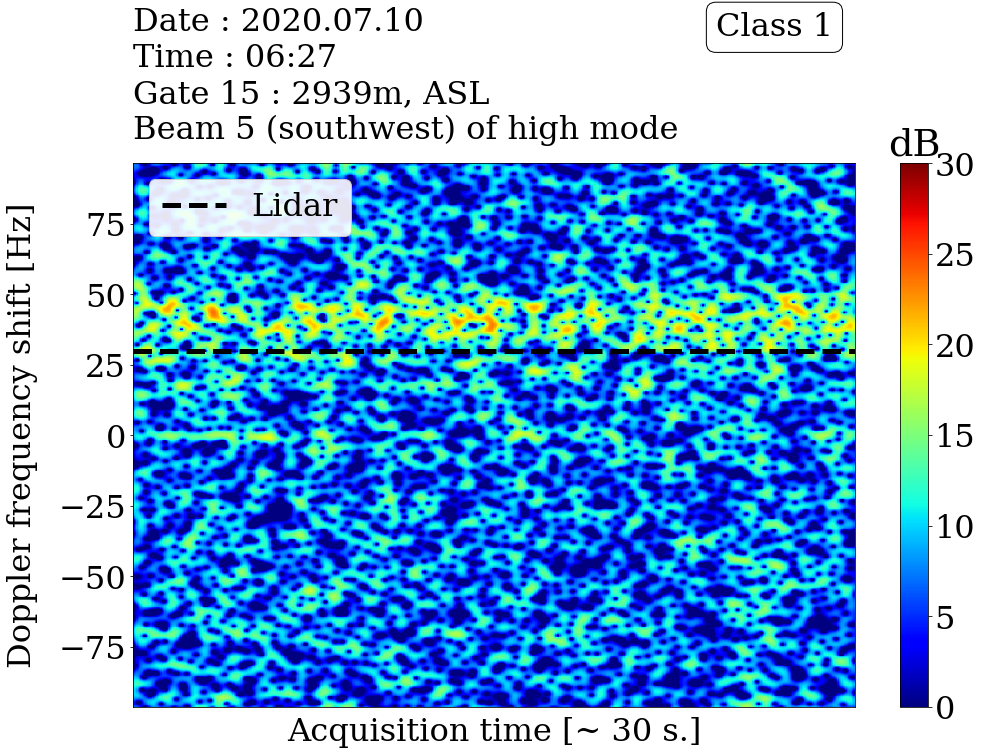 Date : 2020.07.10
Time : 06:27
Gate 15 : 2939m, ASL
Beam 5 (southwest) of high mode
Class 1
dB
30
25
20
15
10
5
0
Lidar
Doppler frequency shift [Hz]
75
50
25
0
−25
−50
−75
Acquisition time [~ 30 s.]